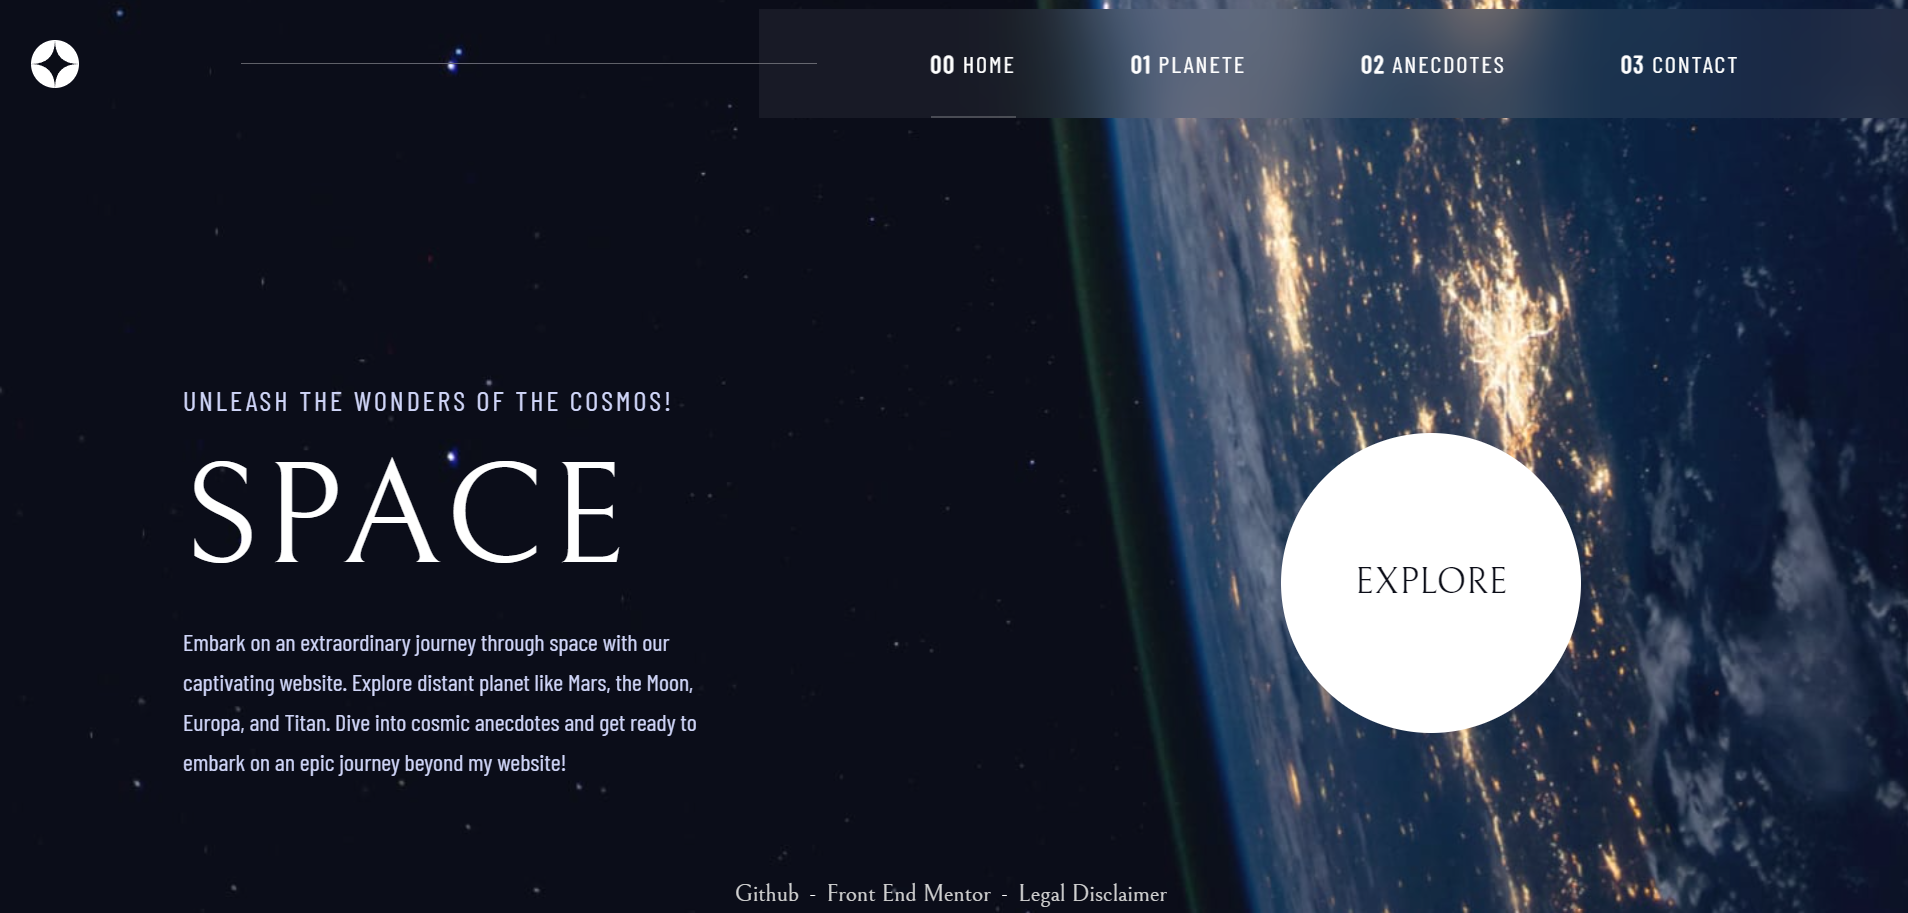 00 HOME 01 PLANETE 02 ANECDOTES 03 CONTACT
UNLEASH THE WONDERS OF THE COSMOS!
SPACE
Embark on an extraordinary journey through space with our
captivating website. Explore distant planet like Mars, the Moon,
Europa, and Titan. Dive into cosmic anecdotes and get ready to
embark on an epic journey beyond my website!
EXPLORE
Github - Front End Mentor - Legal Disclaimer